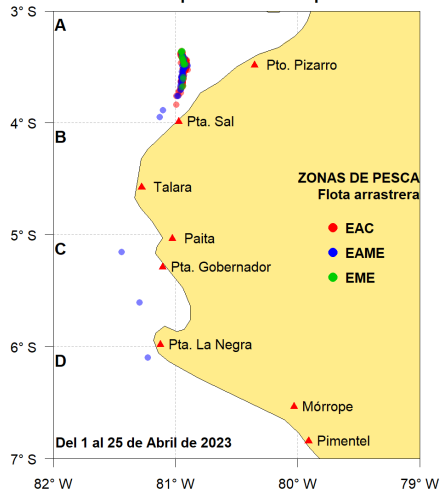 3° S
A
Pto. Pizarro
4° S
Pta. Sal
B
ZONAS DE PESCA
Flota arrastrera
Talara
EAC
5° S
Paita
C
EAME
Pta. Gobernador
EME
6° S
Pta. La Negra
D
Mórrope
Del 1 al 25 de Abril de 2023
Pimentel
7° S
82° W
81° W
80° W
79° W